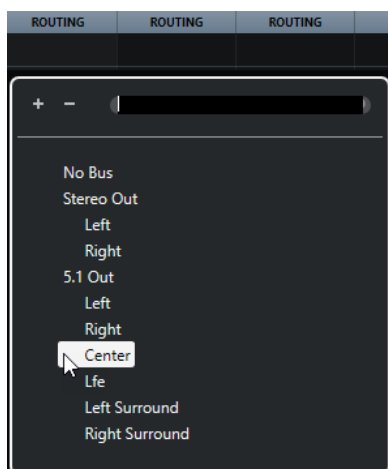 ROUTING ROUTING ROUTING
+ −
No Bus
Stereo Out
Left
Right
5.1 Out
Left
Right
Center
Lfe
Left Surround
Right Surround